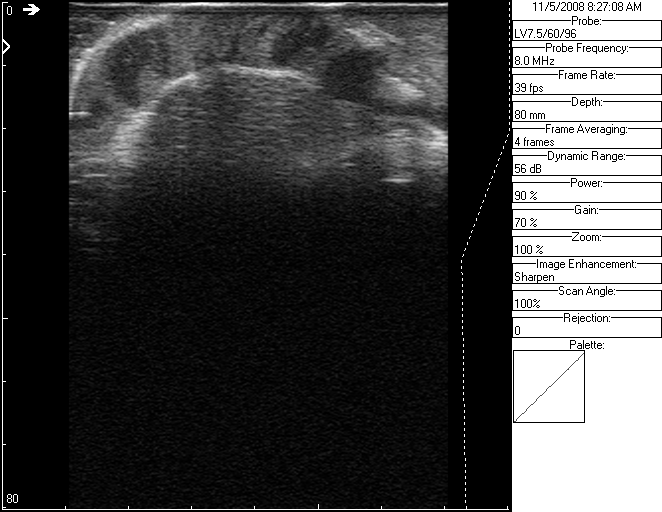 0
80
11/5/2008 8:27:08 AM
Probe:
LV7.5/60/96
Probe Frequency:
8.0 MHz
Frame Rate:
39 fps
Depth:
80 mm
Frame Averaging:
4 frames
Dynamic Range:
56 dB
Power:
90 %
Gain:
70 %
Zoom:
100 %
Image Enhancement:
Sharpen
Scan Angle:
100%
Rejection:
0
Palette: